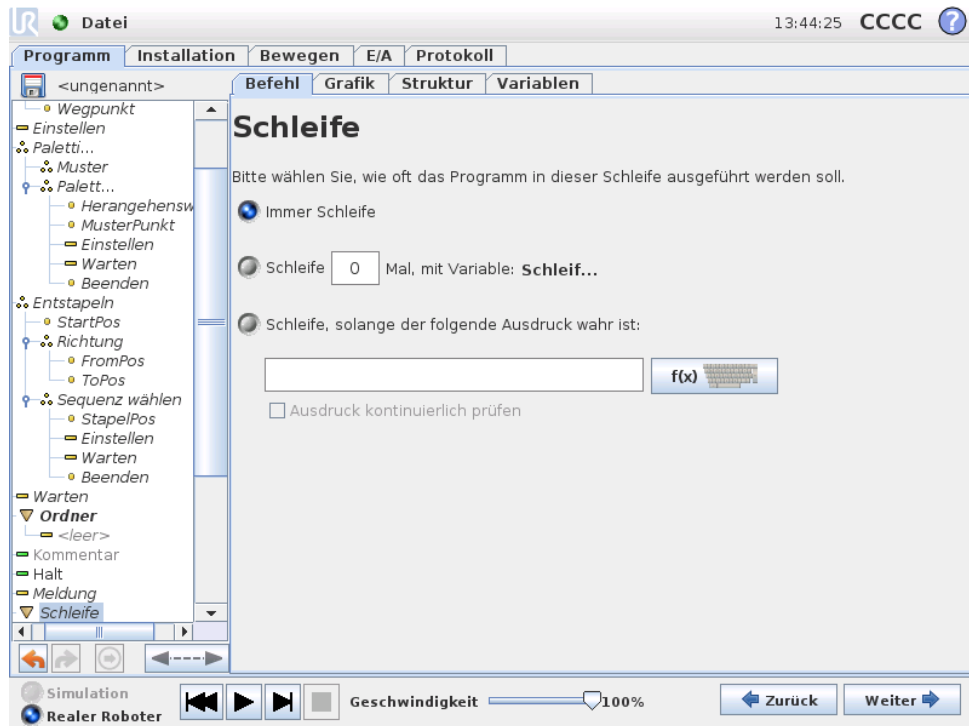 UR Datei 13:44:25 CCCC ?
Programm Installation Bewegen E/A Protokoll
<ungenannt>
Befehl Grafik Struktur Variablen
Wegpunkt
Einstellen
Paletti...
Muster
Palett...
Herangehensw
MusterPunkt
Einstellen
Warten
Beenden
Entstapeln
StartPos
Richtung
FromPos
ToPos
Sequenz wählen
StapelPos
Einstellen
Warten
Beenden
Warten
Ordner
<leer>
Kommentar
Halt
Meldung
Schleife
Schleife
Bitte wählen Sie, wie oft das Programm in dieser Schleife ausgeführt werden soll.
Immer Schleife
Schleife 0 Mal, mit Variable: Schleif...
Schleife, solange der folgende Ausdruck wahr ist:
f(x)
Ausdruck kontinuierlich prüfen
Simulation
Realer Roboter
Geschwindigkeit 100%
Zurück Weiter